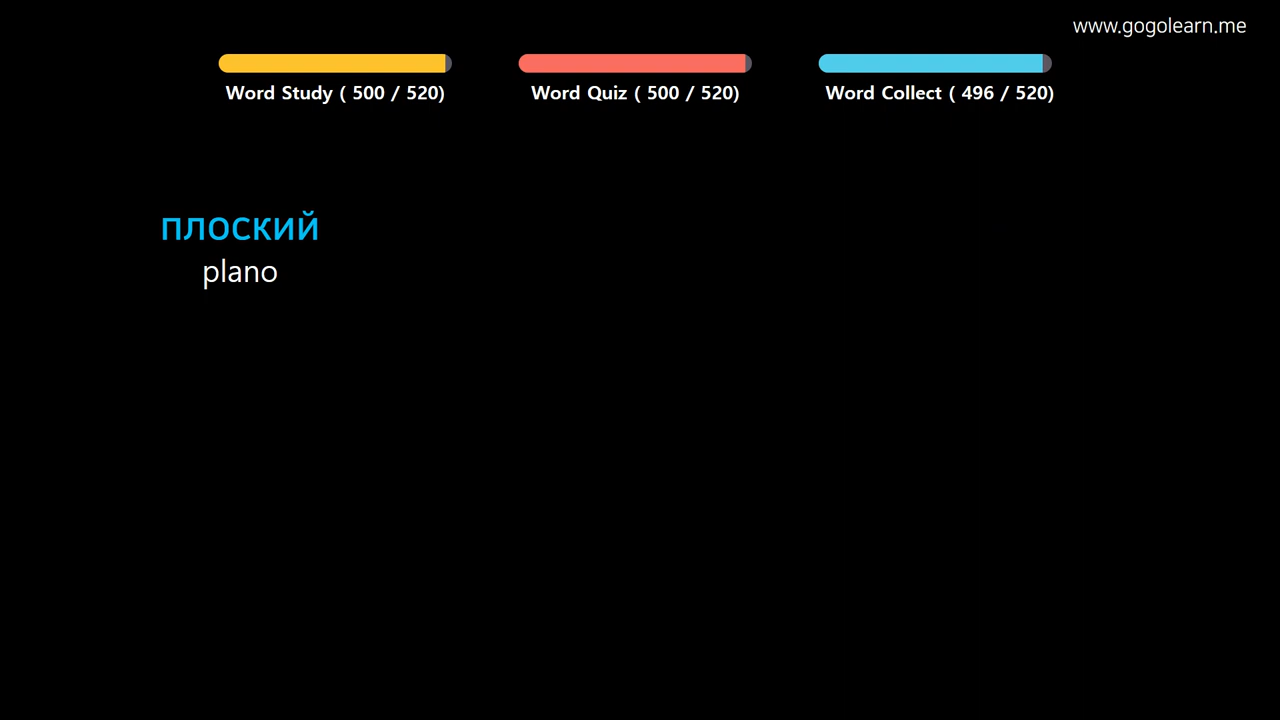 www.gogolearn.me
Word Study ( 500 / 520)
Word Quiz ( 500 / 520)
Word Collect ( 496 / 520)
плоский
plano